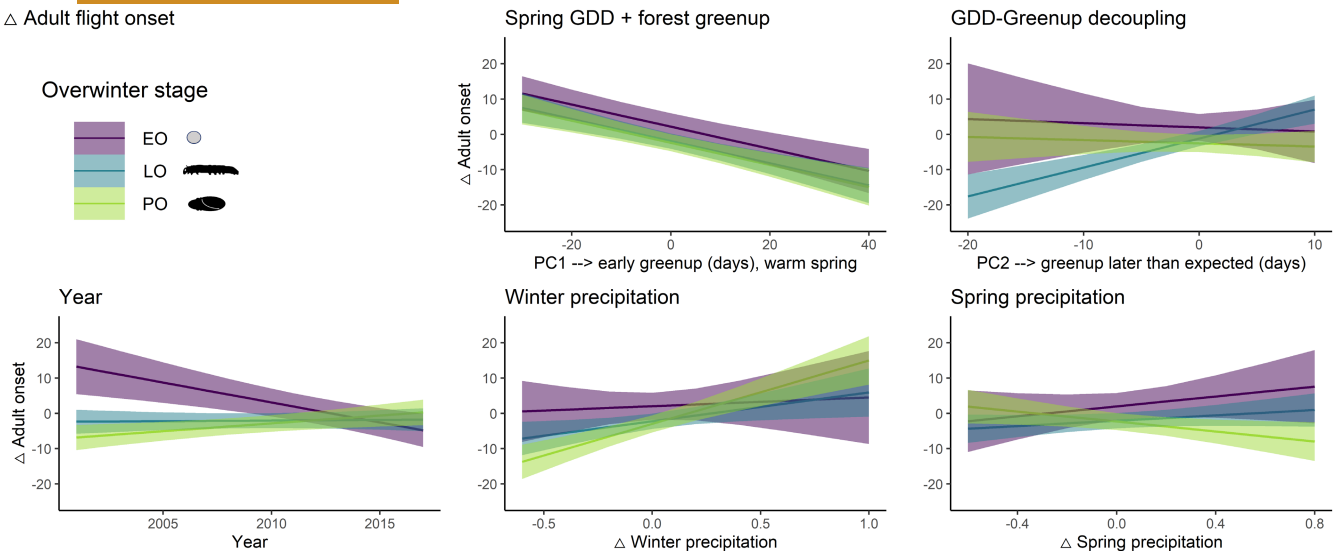 △ Adult flight onset
Overwinter stage
EO
LO
PO
Spring GDD + forest greenup
△ Adult onset
20
10
0
-10
-20
-20 0 20 40
PC1 --> early greenup (days), warm spring
GDD-Greenup decoupling
20
10
0
-10
-20
-20 -10 0 10
PC2 --> greenup later than expected (days)
Year
△ Adult onset
20
10
0
-10
-20
2005 2010 2015
Year
Winter precipitation
20
10
0
-10
-20
-0.5 0.0 0.5 1.0
△ Winter precipitation
Spring precipitation
20
10
0
-10
-20
-0.4 0.0 0.4 0.8
△ Spring precipitation